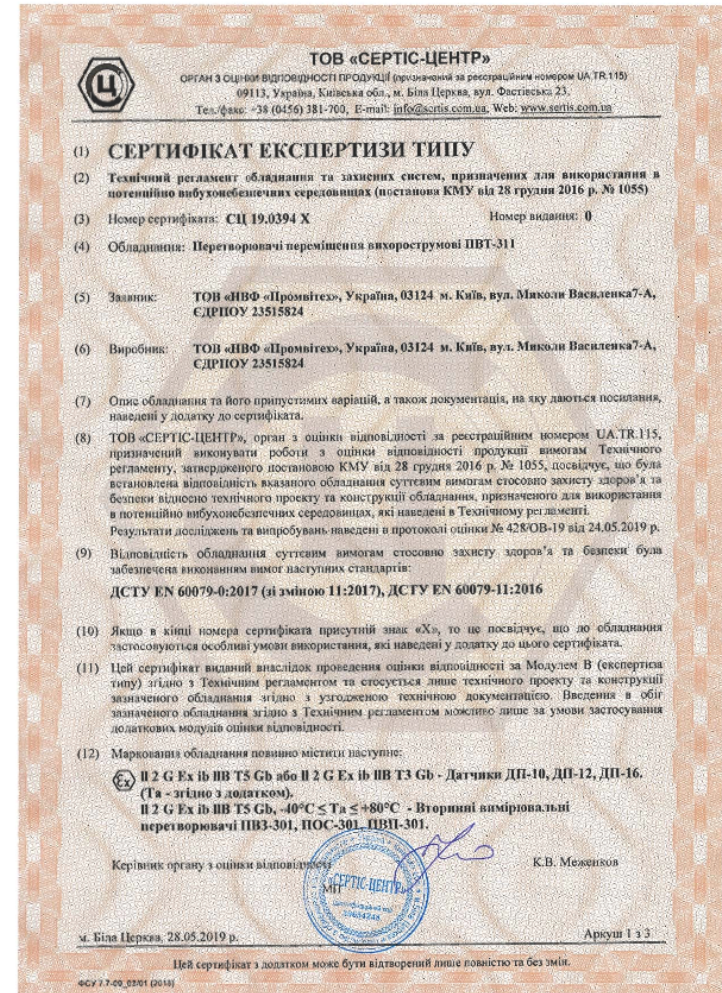 Ц
ТОВ «СЕРТІС-ЦЕНТР»
ОРГАН З ОЦІНКИ ВІДПОВІДНОСТІ ПРОДУКЦІЇ (призначений за реєстраційним номером UA.TR.115)
09113, Україна, Київська обл., м. Біла Церква, вул. Фастівська 23,
Тел./факс: +38 (0456) 381-700, E-mail: info@sertis.com.ua, Web: www.sertis.com.ua
(1) СЕРТИФІКАТ ЕКСПЕРТИЗИ ТИПУ
(2) Технічний регламент обладнання та захисних систем, призначених для використання в
потенційно вибухонебезпечних середовищах (постанова КМУ від 28 грудня 2016 р. № 1055)
(3) Номер сертифіката: СЦ 19.0394 Х Номер видання: 0
(4) Обладнання: Перетворювачі переміщення вихорострумові ПВТ-311
(5) Заявник: ТОВ «НВФ «Промвітех», Україна, 03124 м. Київ, вул. Миколи Василенка7-А,
ЄДРПОУ 23515824
(6) Виробник: ТОВ «НВФ «Промвітех», Україна, 03124 м. Київ, вул. Миколи Василенка7-А,
ЄДРПОУ 23515824
(7) Опис обладнання та його припустимих варіацій, а також документація, на яку даються посилання,
наведені у додатку до сертифіката.
(8) ТОВ «СЕРТІС-ЦЕНТР», орган з оцінки відповідності за реєстраційним номером UA.TR.115,
призначений виконувати роботи з оцінки відповідності продукції вимогам Технічного
регламенту, затвердженого постановою КМУ від 28 грудня 2016 р. № 1055, посвідчує, що була
встановлена відповідність вказаного обладнання суттєвим вимогам стосовно захисту здоров'я та
безпеки відносно технічного проекту та конструкції обладнання, призначеного для використання
в потенційно вибухонебезпечних середовищах, які наведені в Технічному регламенті.
Результати досліджень та випробувань наведені в протоколі оцінки № 428/ОВ-19 від 24.05.2019 р.
(9) Відповідність обладнання суттєвим вимогам стосовно захисту здоров'я та безпеки була
забезпечена виконанням вимог наступних стандартів:
ДСТУ EN 60079-0:2017 (зі зміною 11:2017), ДСТУ EN 60079-11:2016
(10) Якщо в кінці номера сертифіката присутній знак «Х», то це посвідчує, що до обладнання
застосовуються особливі умови використання, які наведені у додатку до цього сертифіката.
(11) Цей сертифікат виданий внаслідок проведення оцінки відповідності за Модулем В (експертиза
типу) згідно з Технічним регламентом та стосується лише технічного проекту та конструкції
зазначеного обладнання згідно з узгодженою технічною документацією. Введення в обіг
зазначеного обладнання згідно з Технічним регламентом можливо лише за умови застосування
додаткових модулів оцінки відповідності.
(12) Маркування обладнання повинно містити наступне:
Ex II 2 G Ex ib IIB T5 Gb або II 2 G Ex ib IIB T3 Gb - Датчики ДП-10, ДП-12, ДП-16.
(Та - згідно з додатком).
II 2 G Ex ib IIB T5 Gb, -40°C ≤ Ta ≤ +80°C - Вторинні вимірювальні
перетворювачі ПВЗ-301, ПОС-301, ПВП-301.
Керівник органу з оцінки відповідності К.В. Меженков
МП
«СЕРТІС-ЦЕНТР»
м. Біла Церква, 28.05.2019 р. Аркуш 1 з 3
Цей сертифікат з додатком може бути відтворений лише повністю та без змін.
ФСУ 7.7-00_03/01 (2018)